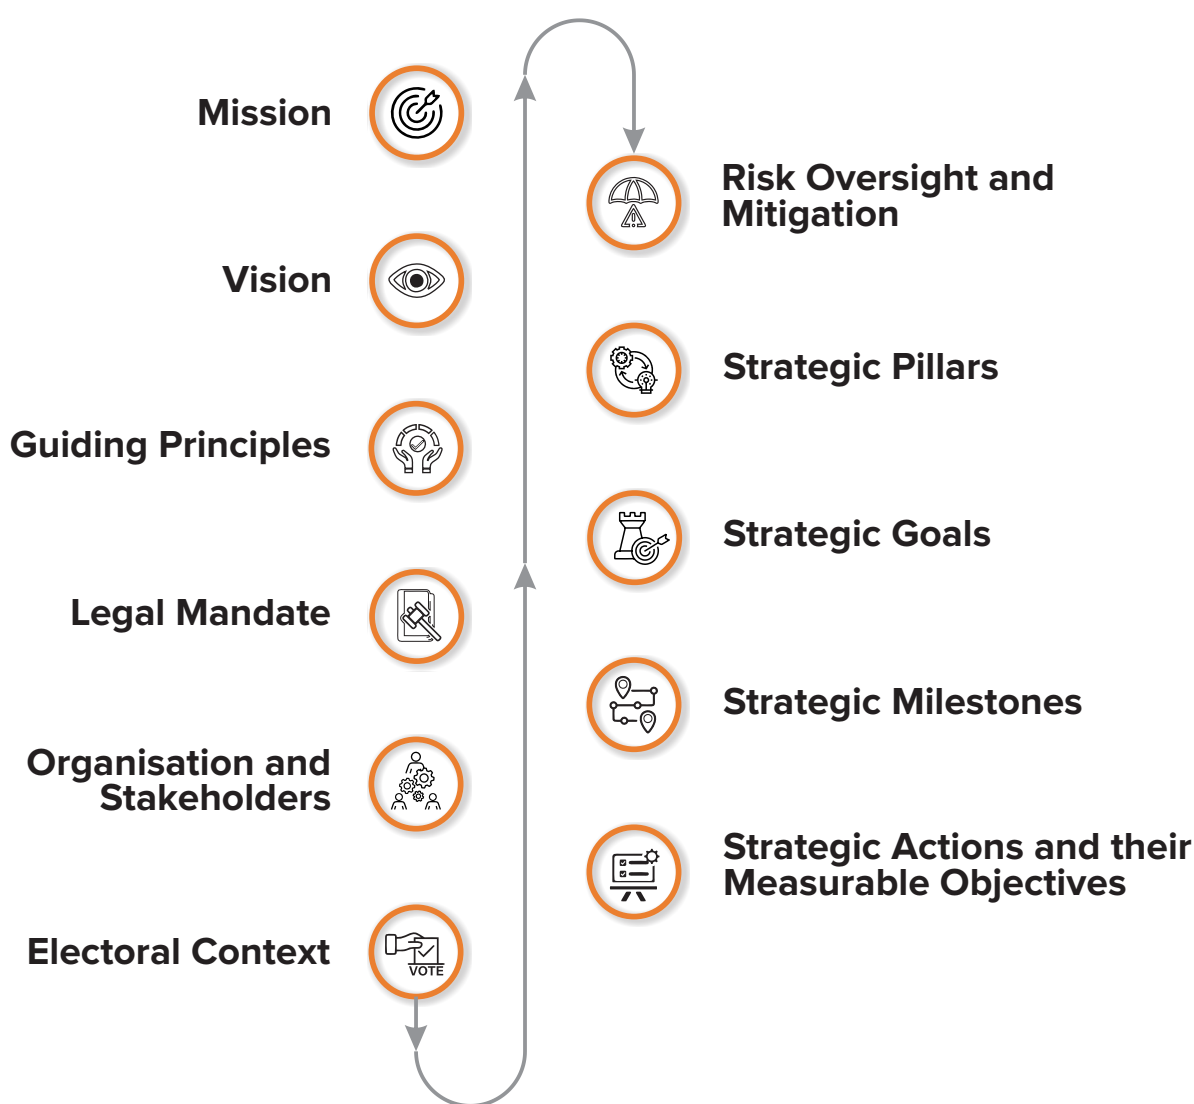 Mission
Vision
Guiding Principles
Legal Mandate
Organisation and
Stakeholders
Electoral Context
VOTE
Risk Oversight and
Mitigation
Strategic Pillars
Strategic Goals
Strategic Milestones
Strategic Actions and their
Measurable Objectives